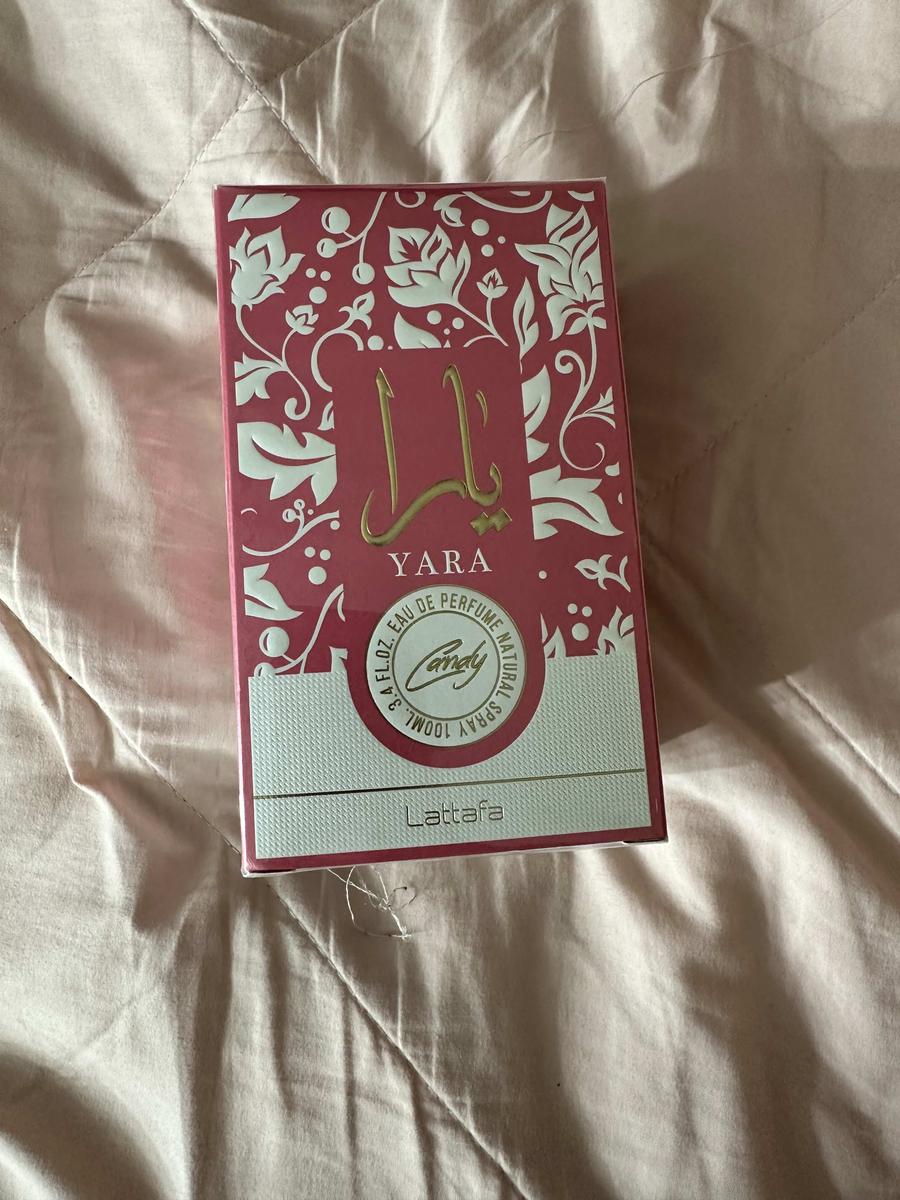 يارا
YARA
EAU DE PERFUME NATURAL SPRAY 100ML. 3.4 FL.OZ.
Candy
Lattafa